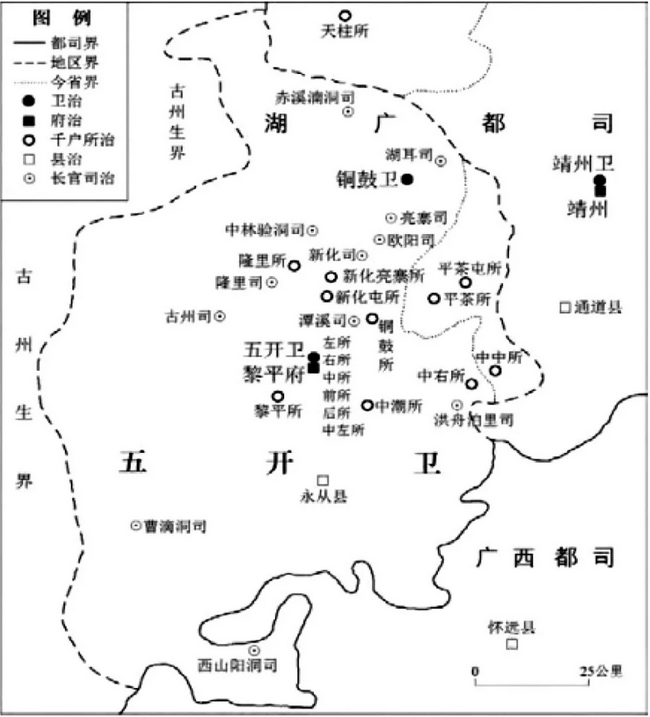 图 例
都司界
地区界
今省界
卫治
府治
千户所治
县治
长官司治
天柱所
古州生界
赤溪湳洞司
湖 广 都 司
湖耳司
铜鼓卫
靖州卫
靖州
亮寨司
中林验洞司
欧阳司
新化司
隆里所
新化亮寨所
平茶屯所
隆里司
新化屯所
平茶所
古州司
潭溪司
铜鼓所
通道县
古州生界
五开卫
黎平府
左所
右所
中所
前所
后所
中左所
中中所
中右所
黎平所
中潮所
洪舟泊里司
五 开 卫
永从县
曹滴洞司
广西都司
怀远县
西山阳洞司
0 25公里